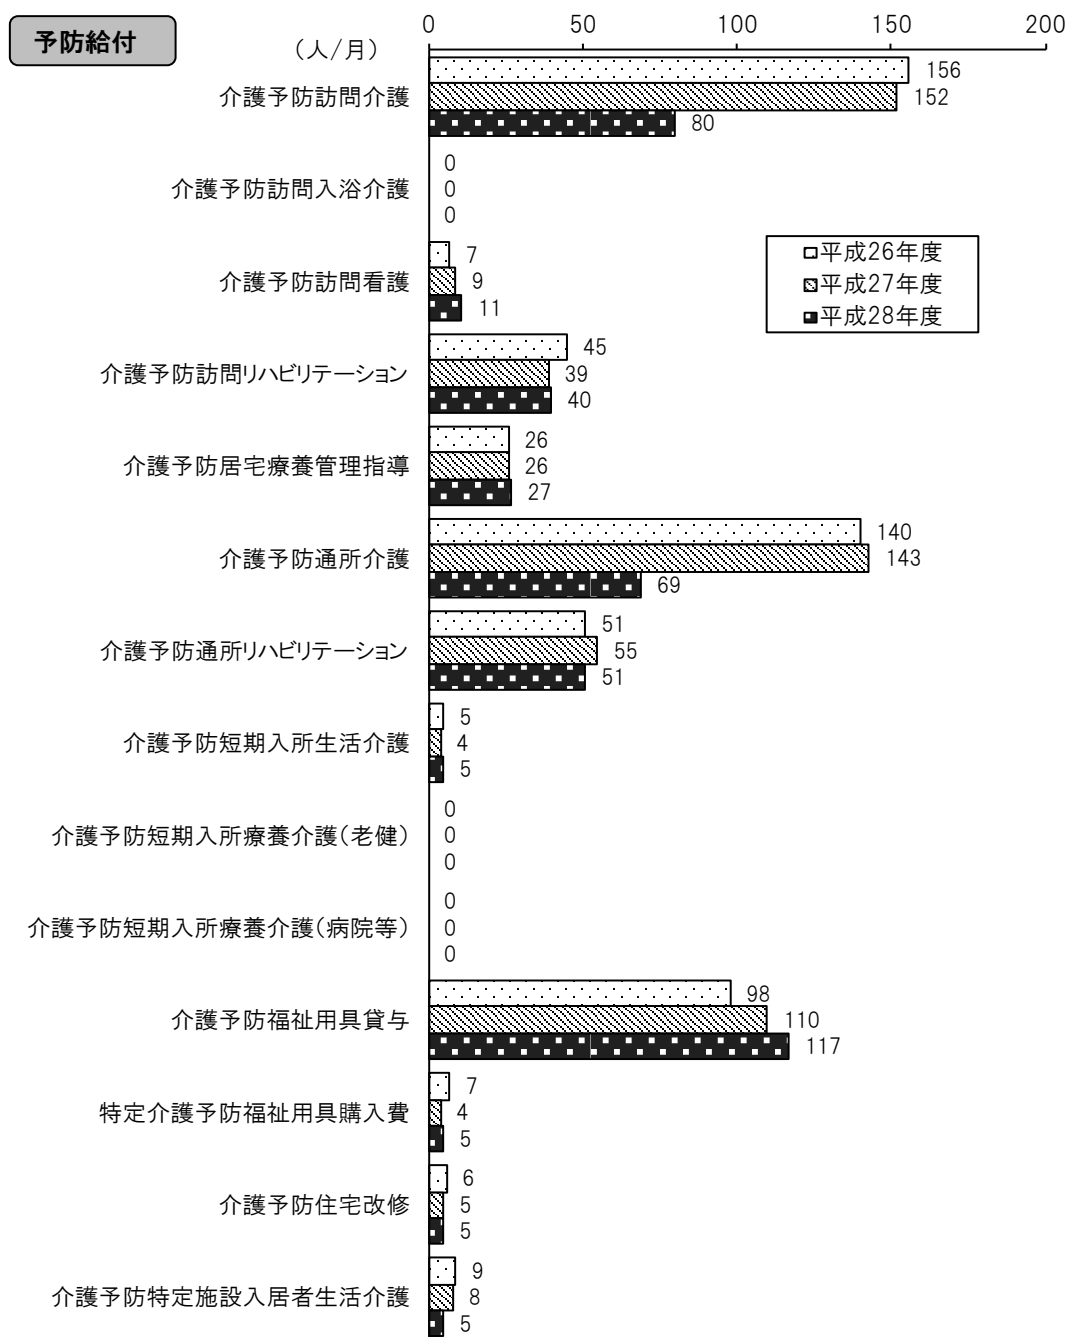 予防給付
(人/月)
0 50 100 150 200
介護予防訪問介護
156
152
80
介護予防訪問入浴介護
0
0
0
介護予防訪問看護
7
9
11
平成26年度
平成27年度
平成28年度
介護予防訪問リハビリテーション
45
39
40
介護予防居宅療養管理指導
26
26
27
介護予防通所介護
140
143
69
介護予防通所リハビリテーション
51
55
51
介護予防短期入所生活介護
5
4
5
介護予防短期入所療養介護(老健)
0
0
0
介護予防短期入所療養介護(病院等)
0
0
0
介護予防福祉用具貸与
98
110
117
特定介護予防福祉用具購入費
7
4
5
介護予防住宅改修
6
5
5
介護予防特定施設入居者生活介護
9
8
5